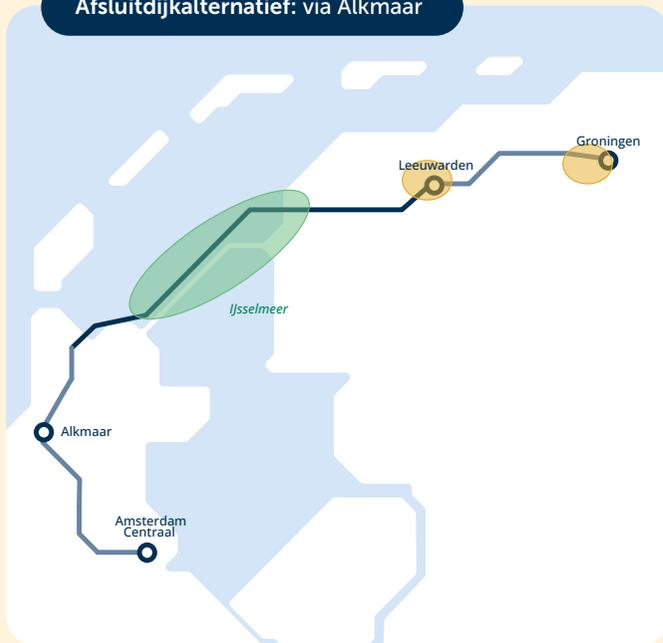 Afsluitdijkalternatief: via Alkmaar
Groningen
Leeuwarden
IJsselmeer
Alkmaar
Amsterdam
Centraal